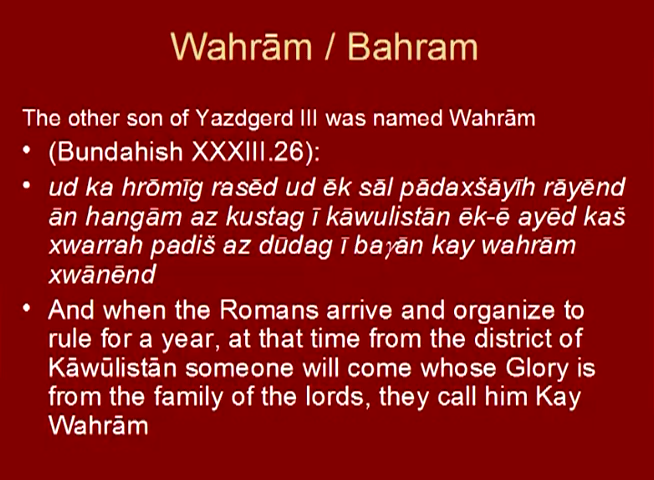 Wahrām / Bahram
The other son of Yazdgerd III was named Wahrām
• (Bundahish XXXIII.26):
• ud ka hrōmīg rasēd ud ēk sāl pādaxšāyīh rāyēnd
ān hangām az kustag ī kāwulistān ēk-ē ayēd kaš
xwarrah padiš az dūdag ī baγān kay wahrām
xwānēnd
• And when the Romans arrive and organize to
rule for a year, at that time from the district of
Kāwūlistān someone will come whose Glory is
from the family of the lords, they call him Kay
Wahrām